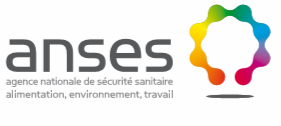 anses
agence nationale de sécurité sanitaire
alimentation, environnement, travail